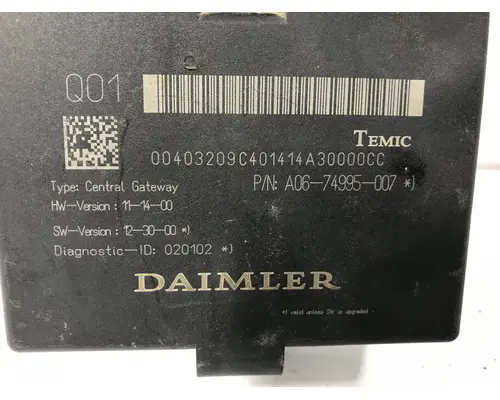 Q01
TEMIC
00403209C401414A30000CC
Type: Central Gateway
P/N: A06-74995-007 *)
HW-Version : 11-14-00
SW-Version : 12-30-00 *)
Diagnostic-ID: 020102 *)
DAIMLER
*) valid unless SW is upgraded